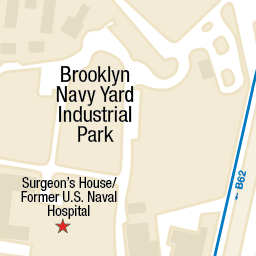 Brooklyn
Navy Yard
Industrial
Park
B62
Surgeon's House/
Former U.S. Naval
Hospital